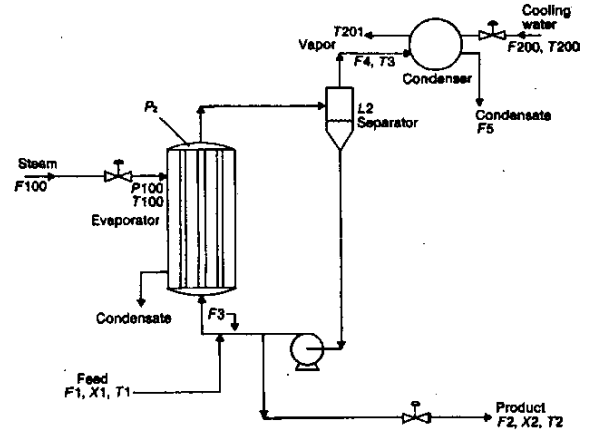 Cooling
water
T201
F200, T200
Vapor
F4, T3
Condenser
P2
L2
Separator
Condensate
F5
Steam
F100
P100
T100
Evaporator
Condensate
F3
Feed
F1, X1, T1
Product
F2, X2, T2